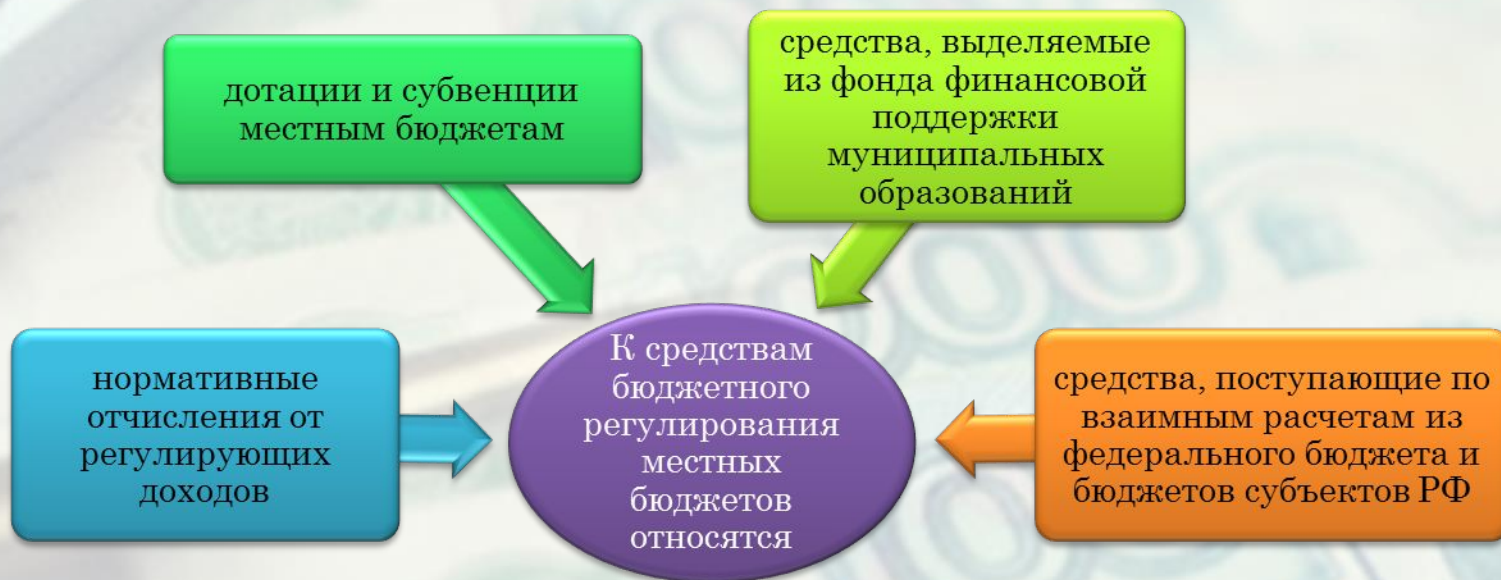 дотации и субвенции
местным бюджетам
средства, выделяемые
из фонда финансовой
поддержки
муниципальных
образований
нормативные
отчисления от
регулирующих
доходов
К средствам
бюджетного
регулирования
местных
бюджетов
относятся
средства, поступающие по
взаимным расчетам из
федерального бюджета и
бюджетов субъектов РФ